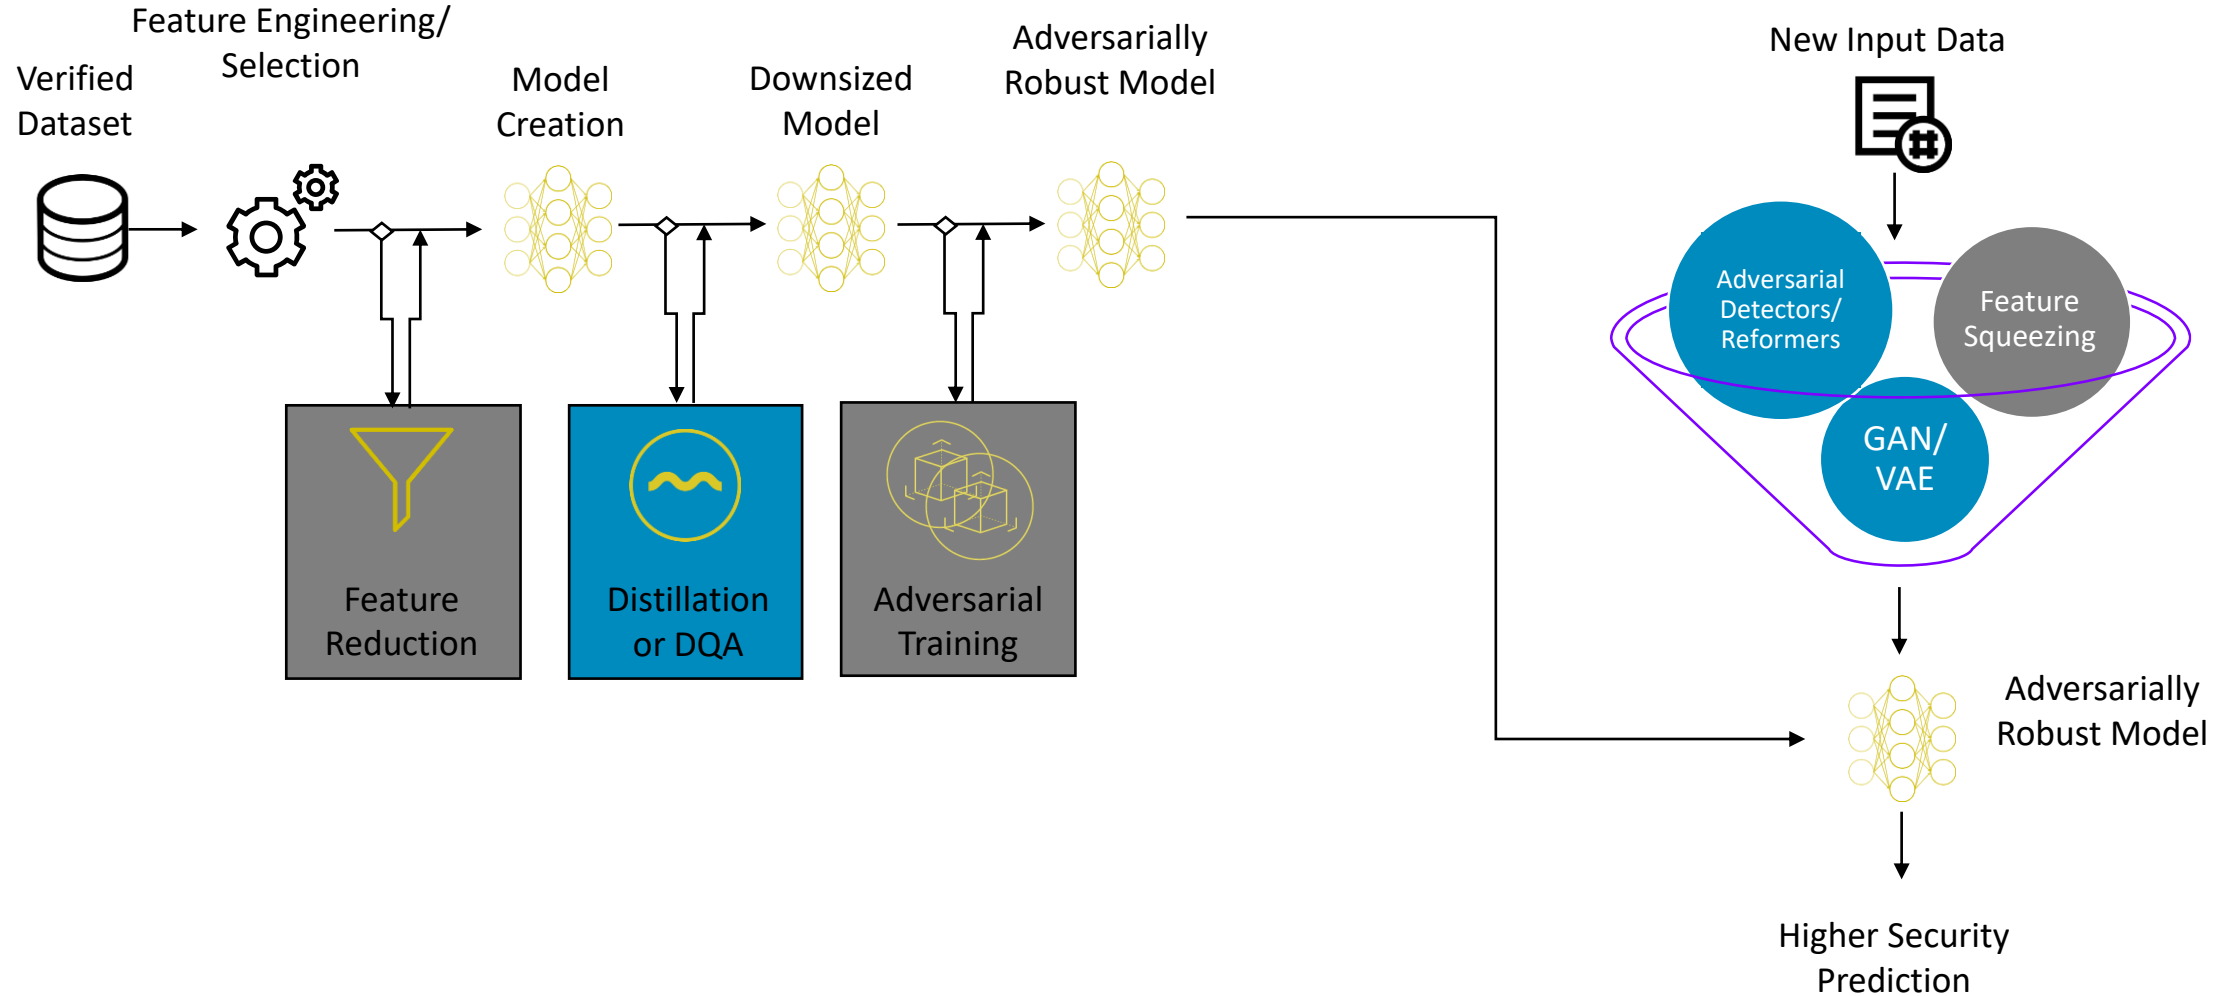 Feature Engineering/
Selection
Verified
Dataset
Model
Creation
Downsized
Model
Adversarially
Robust Model
New Input Data
Adversarial
Detectors/
Reformers
Feature
Squeezing
GAN/
VAE
Feature
Reduction
Distillation
or DQA
Adversarial
Training
Adversarially
Robust Model
Higher Security
Prediction